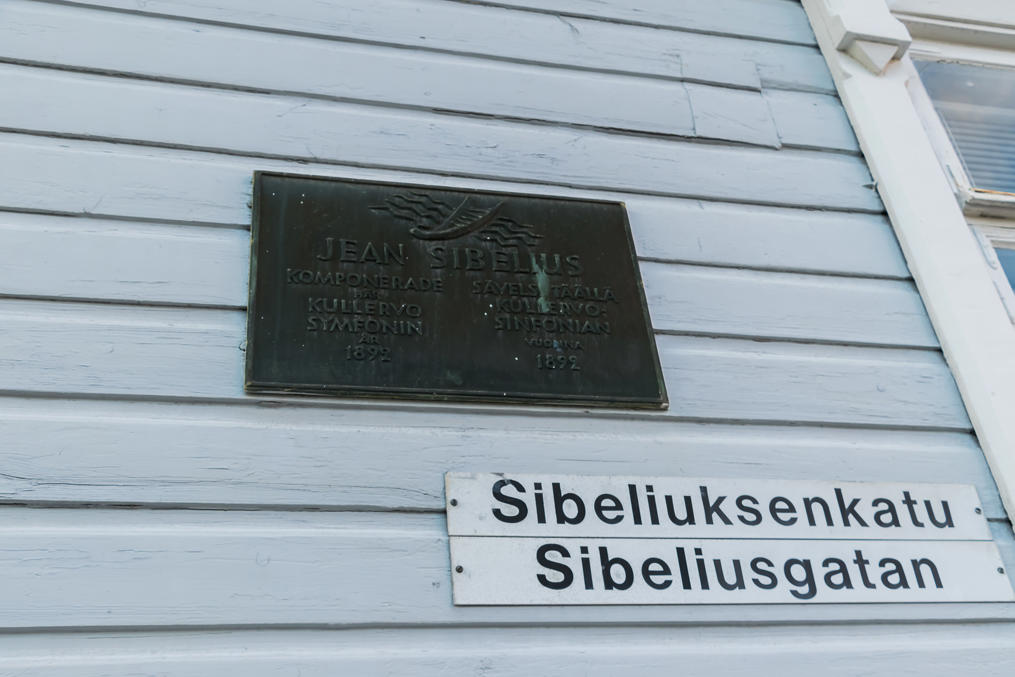 JEAN SIBELIUS
KOMPONERADE SÄVELSI TÄÄLLÄ
HÄR KULLERVO-
KULLERVO SINFONIAN
SYMFONIN VUONNA
ÅR 1892
1892
Sibeliuksenkatu
Sibeliusgatan